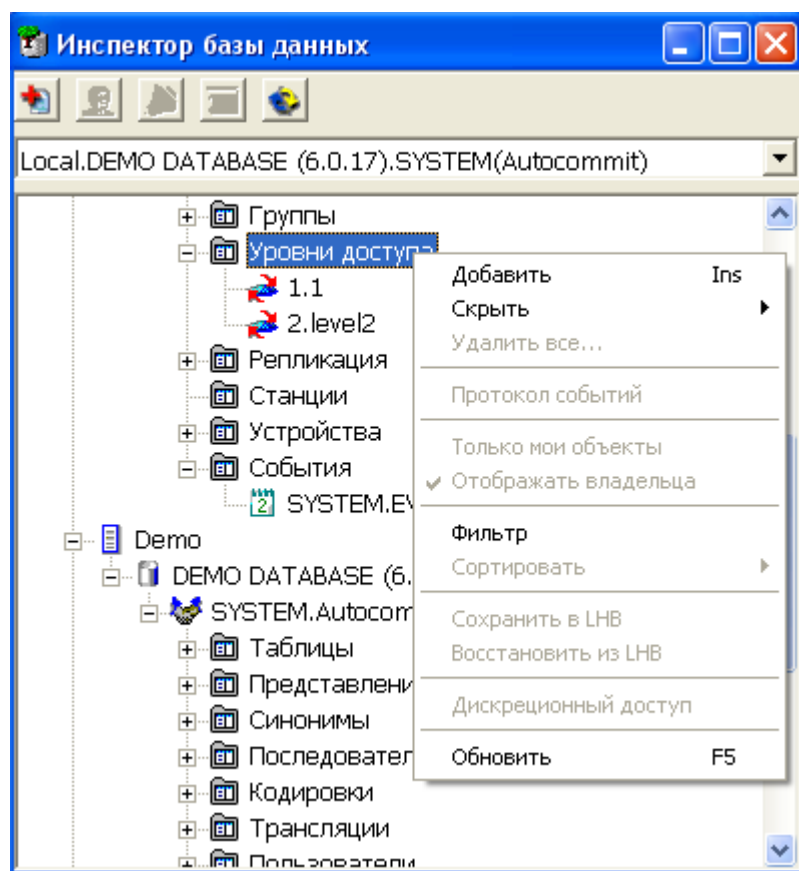 Инспектор базы данных
Local.DEMO DATABASE (6.0.17).SYSTEM(Autocommit)
Группы
Уровни доступа
1.1
2.level2
Репликация
Станции
Устройства
События
SYSTEM.EV
Demo
DEMO DATABASE (6.
SYSTEM.Autocom
Таблицы
Представлени
Синонимы
Последовател
Кодировки
Трансляции
Пользователи
Добавить Ins
Скрыть
Удалить все...
Протокол событий
Только мои объекты
Отображать владельца
Фильтр
Сортировать
Сохранить в LHB
Восстановить из LHB
Дискреционный доступ
Обновить F5